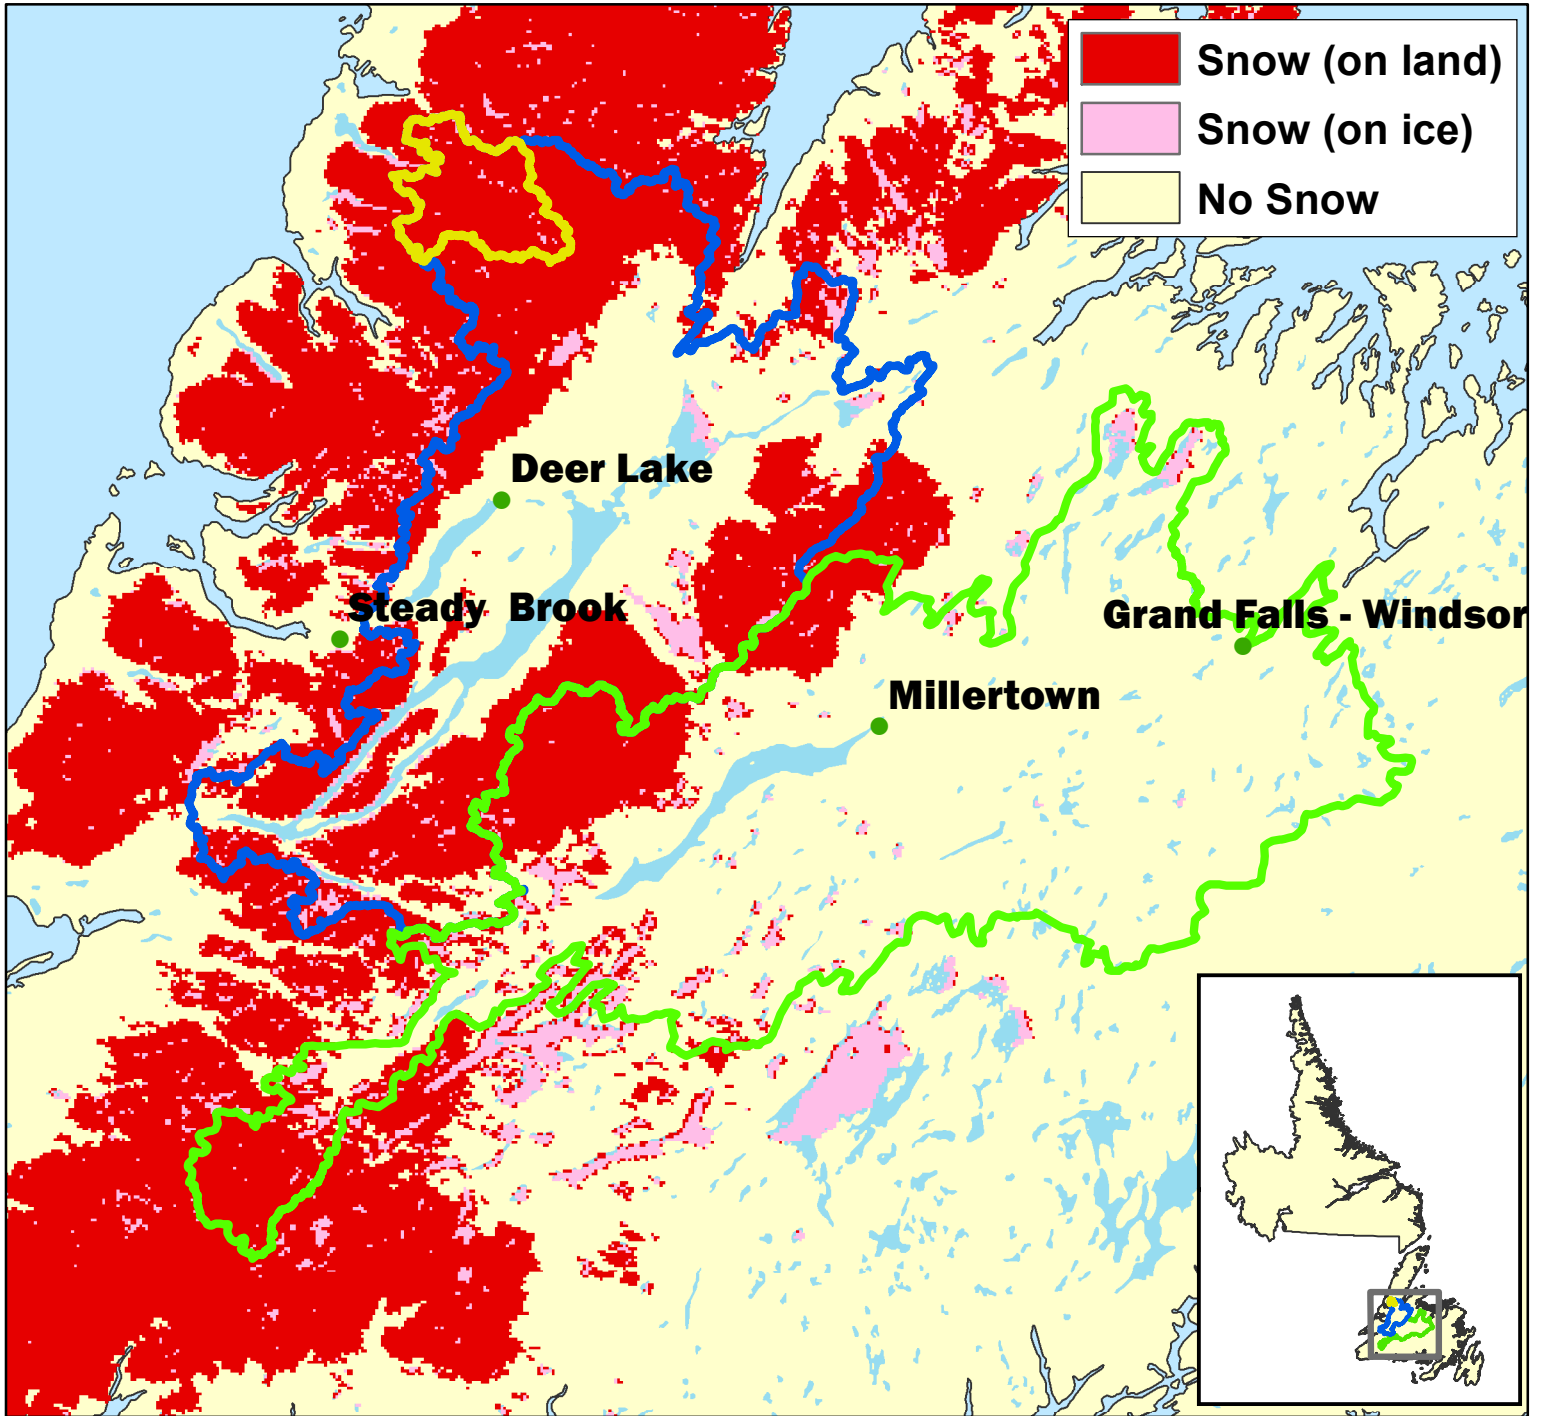 Snow (on land)
Snow (on ice)
No Snow
Deer Lake
Steady Brook
Grand Falls - Windsor
Millertown